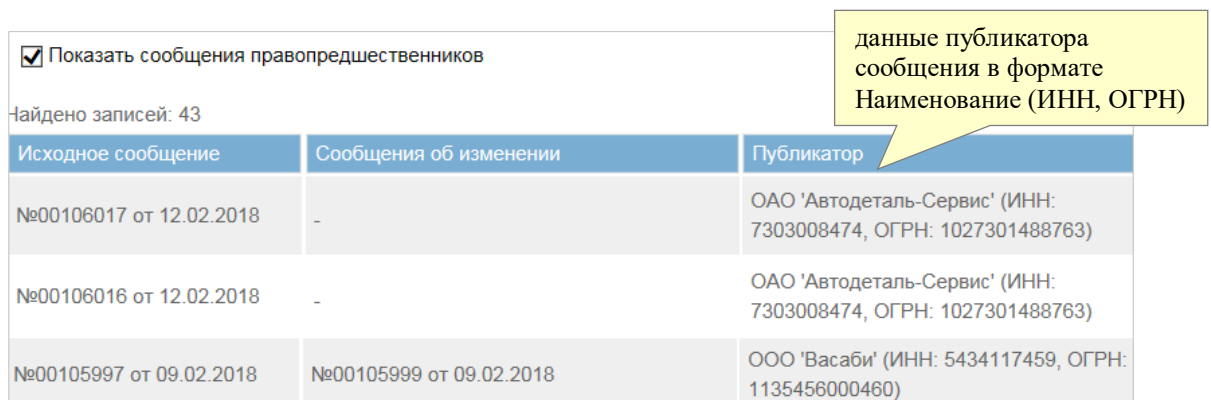 данные публикатора
сообщения в формате
Наименование (ИНН, ОГРН)
Показать сообщения правопредшественников
Найдено записей: 43
Исходное сообщение Сообщения об изменении Публикатор
№00106017 от 12.02.2018 - ОАО 'Автодеталь-Сервис' (ИНН:
7303008474, ОГРН: 1027301488763)
№00106016 от 12.02.2018 - ОАО 'Автодеталь-Сервис' (ИНН:
7303008474, ОГРН: 1027301488763)
№00105997 от 09.02.2018 №00105999 от 09.02.2018 ООО 'Васаби' (ИНН: 5434117459, ОГРН:
1135456000460)